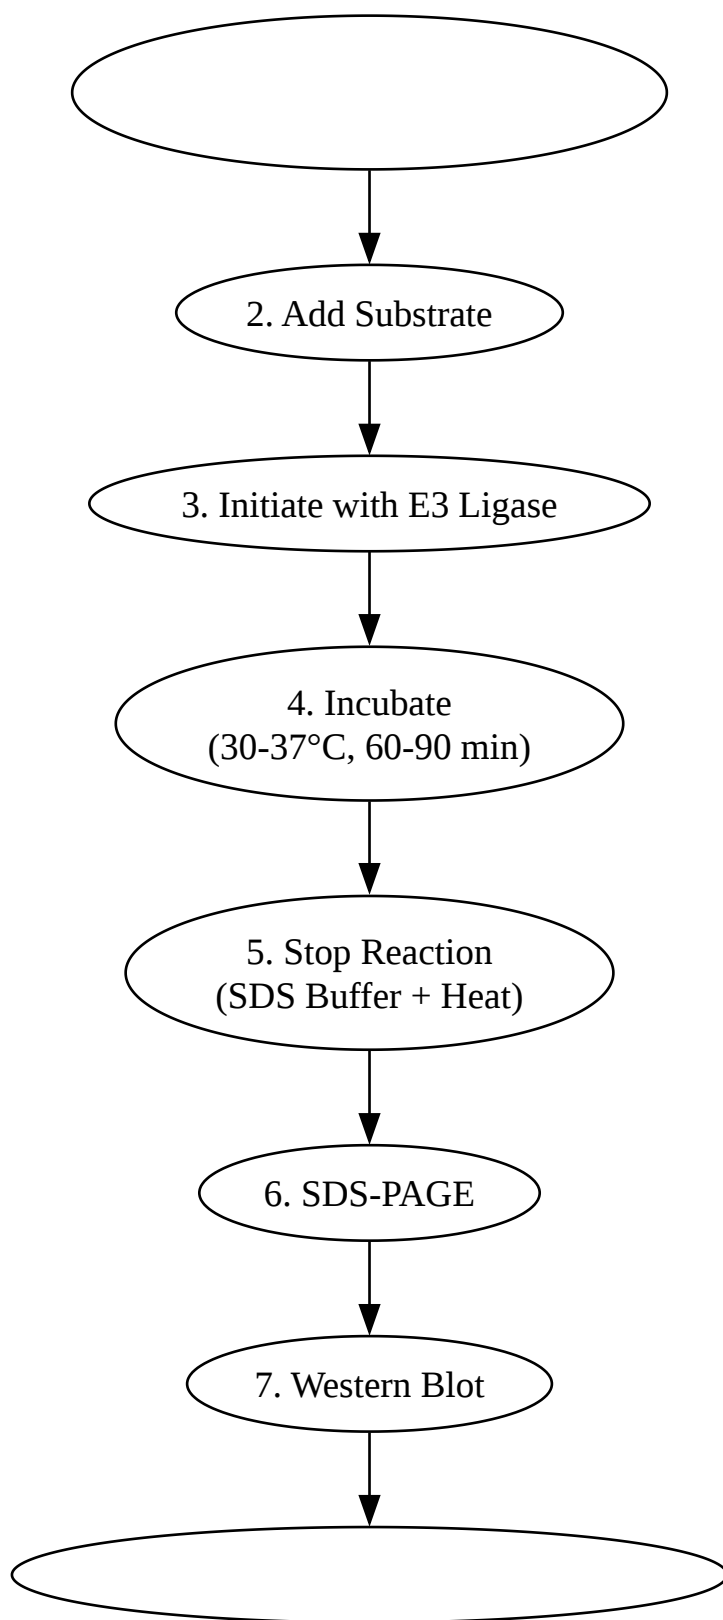 2. Add Substrate
3. Initiate with E3 Ligase
4. Incubate
(30-37°C, 60-90 min)
5. Stop Reaction
(SDS Buffer + Heat)
6. SDS-PAGE
7. Western Blot